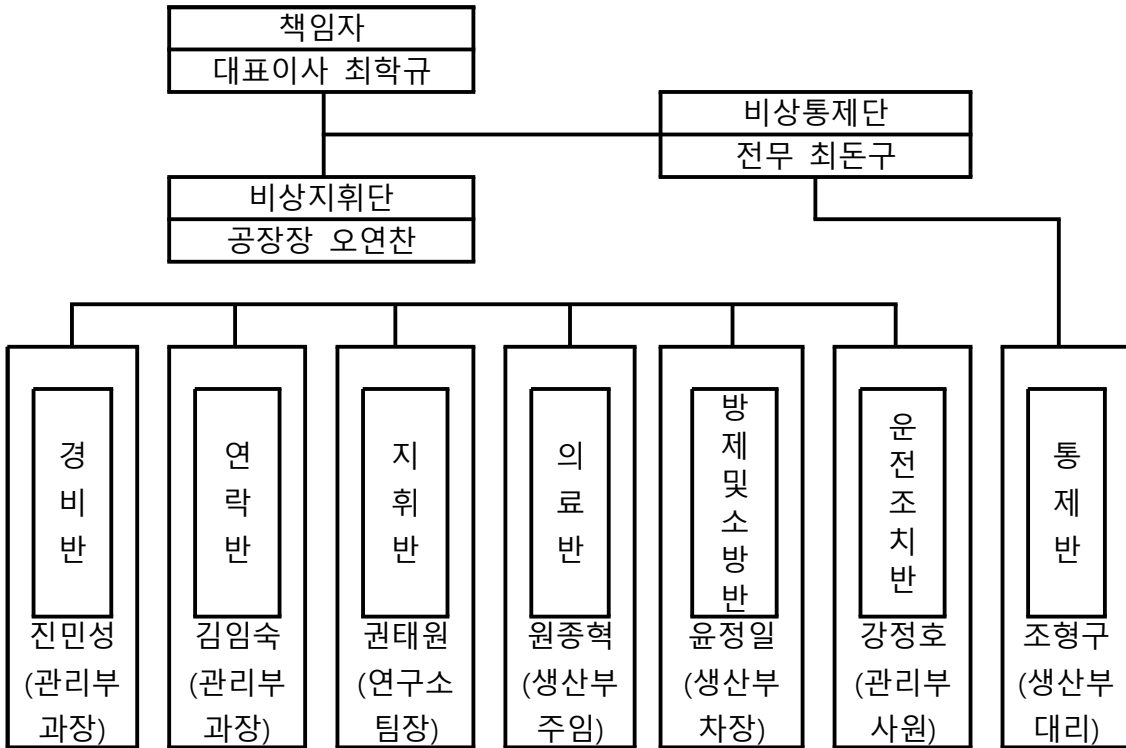 책임자
대표이사 최학규
비상통제단
전무 최돈구
비상지휘단
공장장 오연찬
경비반
진민성
(관리부
과장)
연락반
김임숙
(관리부
과장)
지휘반
권태원
(연구소
팀장)
의료반
원종혁
(생산부
주임)
방제및소방반
윤정일
(생산부
차장)
운전조치반
강정호
(관리부
사원)
통제반
조형구
(생산부
대리)